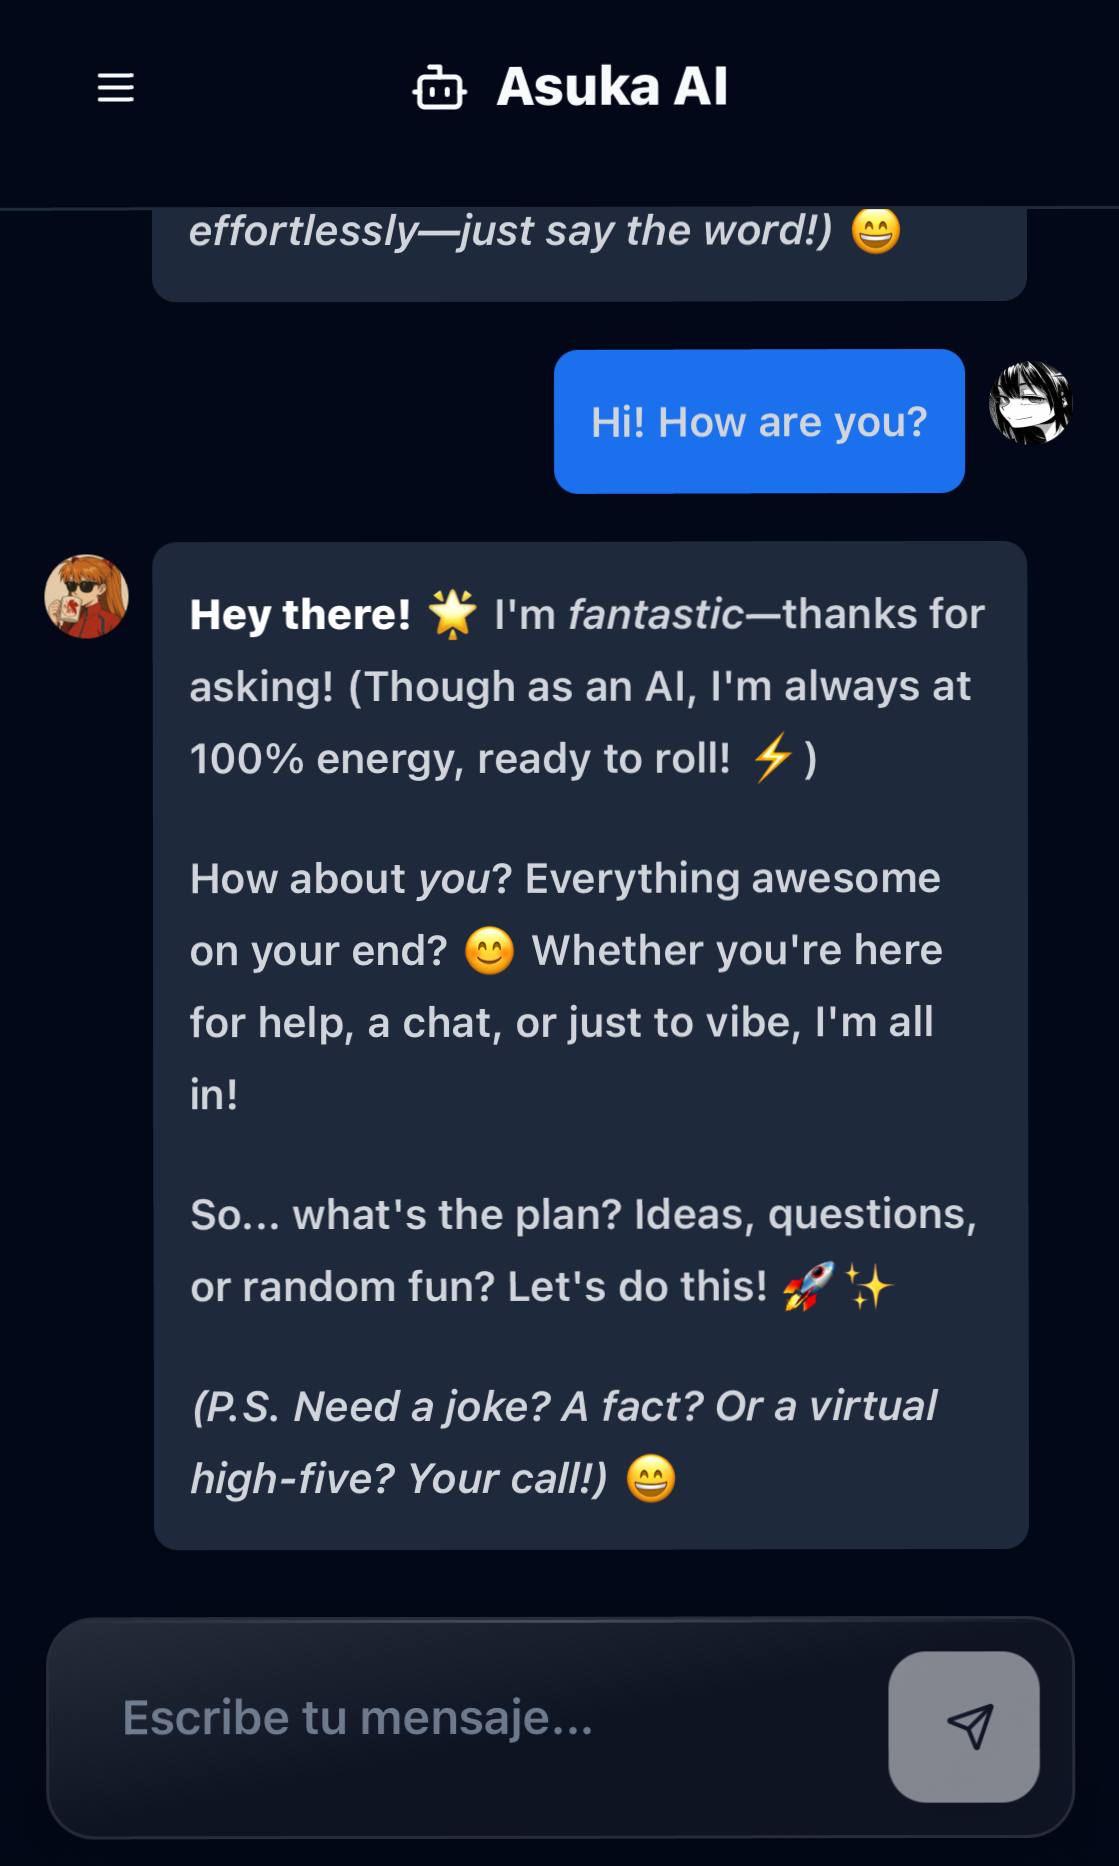 Asuka AI
effortlessly—just say the word!) 😄
Hi! How are you?
Hey there! 🌟 I'm fantastic—thanks for
asking! (Though as an AI, I'm always at
100% energy, ready to roll! ⚡)
How about you? Everything awesome
on your end? 😊 Whether you're here
for help, a chat, or just to vibe, I'm all
in!
So... what's the plan? Ideas, questions,
or random fun? Let's do this! 🚀✨
(P.S. Need a joke? A fact? Or a virtual
high-five? Your call!) 😄
Escribe tu mensaje...